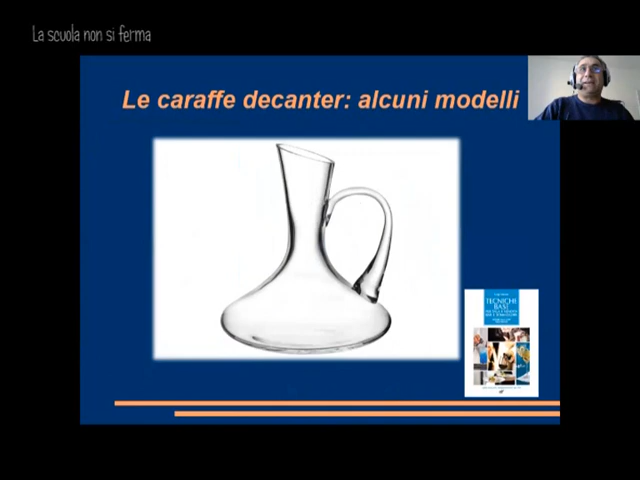 La scuola non si ferma
Le caraffe decanter: alcuni modelli
TECNICHE
BASE